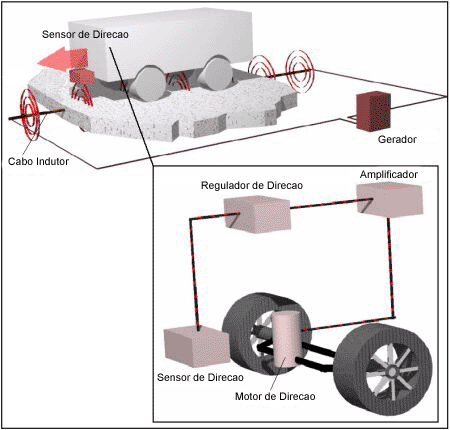 Sensor de Direcao
Gerador
Cabo Indutor
Amplificador
Regulador de Direcao
Sensor de Direcao
Motor de Direcao